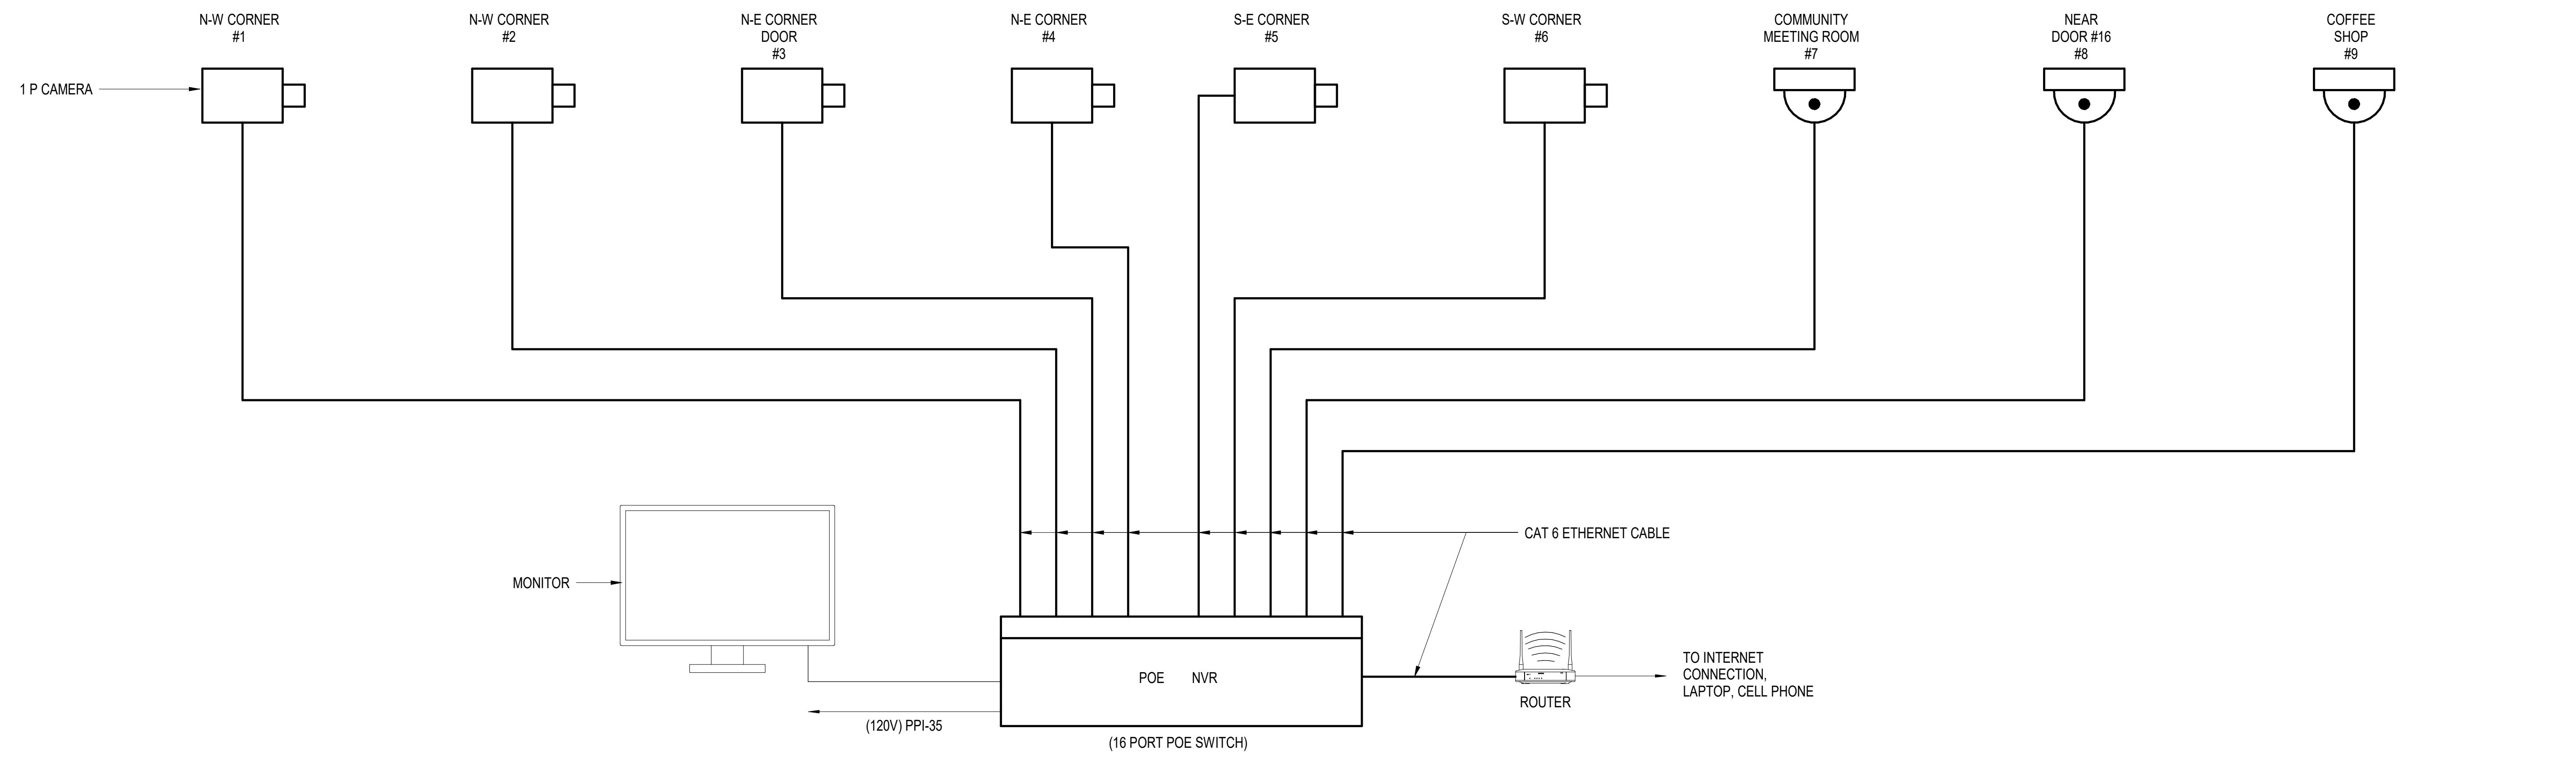 N-W CORNER
#1
N-W CORNER
#2
N-E CORNER
DOOR
#3
N-E CORNER
#4
S-E CORNER
#5
S-W CORNER
#6
COMMUNITY
MEETING ROOM
#7
NEAR
DOOR #16
#8
COFFEE
SHOP
#9
1 P CAMERA
CAT 6 ETHERNET CABLE
MONITOR
POE NVR
TO INTERNET
CONNECTION,
LAPTOP, CELL PHONE
ROUTER
(120V) PPI-35
(16 PORT POE SWITCH)